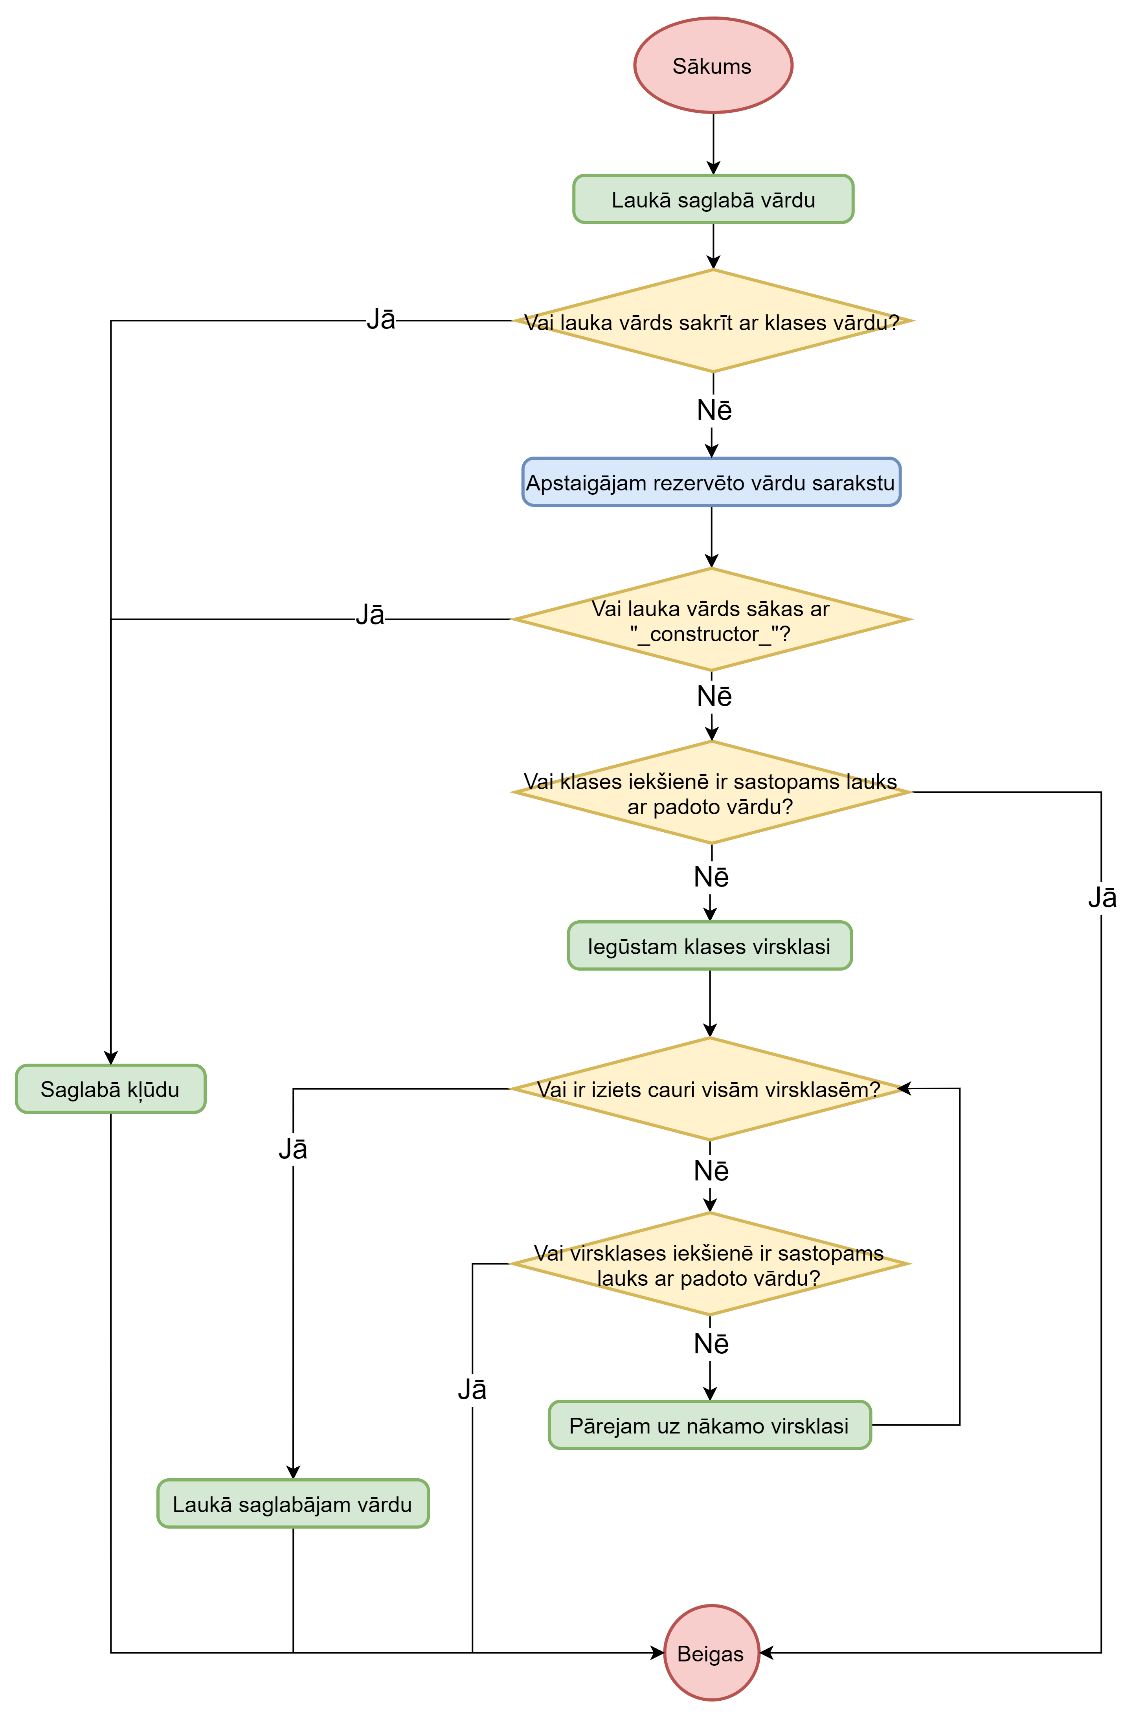 Sākums
Laukā saglabā vārdu
Vai lauka vārds sakrīt ar klases vārdu?
Jā
Nē
Apstaigājam rezervēto vārdu sarakstu
Vai lauka vārds sākas ar
"_constructor_"?
Jā
Nē
Vai klases iekšienē ir sastopams lauks
ar padoto vārdu?
Nē
Jā
Iegūstam klases virsklasi
Saglabā kļūdu
Vai ir iziets cauri visām virsklasēm?
Jā
Nē
Vai virsklases iekšienē ir sastopams
lauks ar padoto vārdu?
Nē
Jā
Pārejam uz nākamo virsklasi
Laukā saglabājam vārdu
Beigas